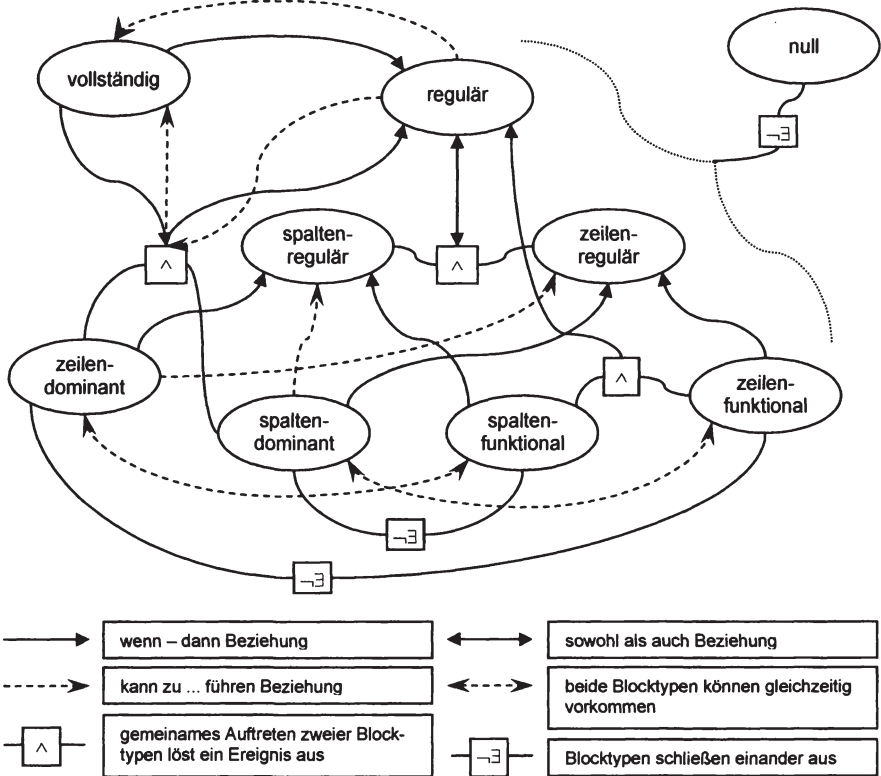 null
vollständig
regulär
¬∃
spalten-
regulär
zeilen-
regulär
∧
∧
zeilen-
dominant
∧
zeilen-
funktional
spalten-
dominant
spalten-
funktional
¬∃
¬∃
wenn – dann Beziehung
sowohl als auch Beziehung
kann zu ... führen Beziehung
beide Blocktypen können gleichzeitig
vorkommen
∧
gemeinames Auftreten zweier Block-
typen löst ein Ereignis aus
¬∃
Blocktypen schließen einander aus